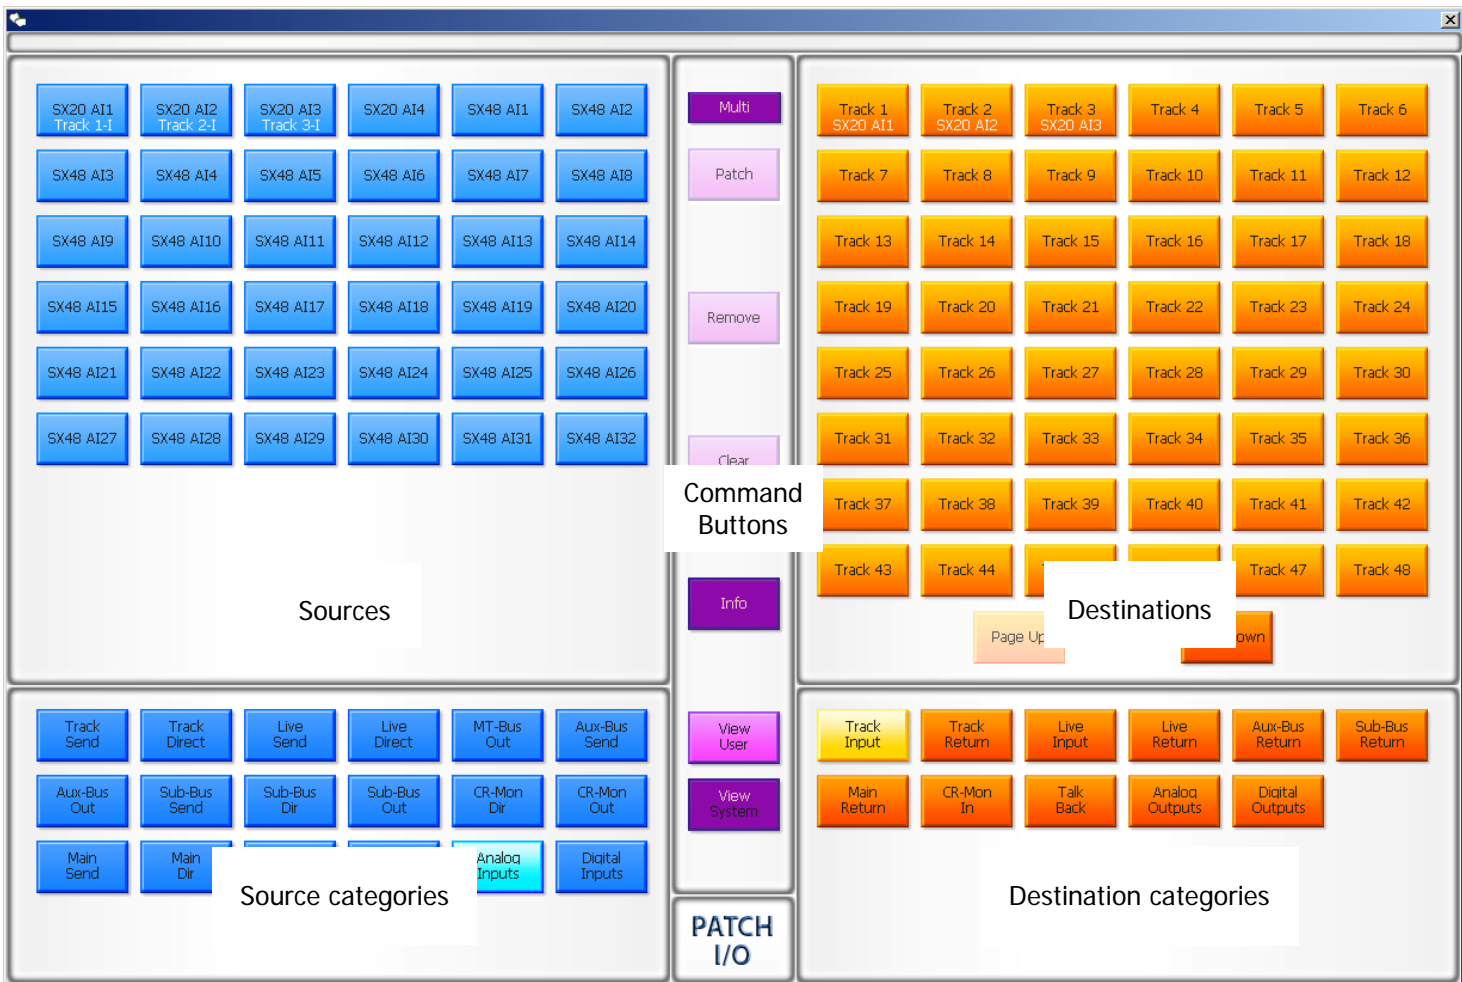 SX20 AI1
Track 1-I
SX20 AI2
Track 2-I
SX20 AI3
Track 3-I
SX20 AI4
SX48 AI1
SX48 AI2
SX48 AI3
SX48 AI4
SX48 AI5
SX48 AI6
SX48 AI7
SX48 AI8
SX48 AI9
SX48 AI10
SX48 AI11
SX48 AI12
SX48 AI13
SX48 AI14
SX48 AI15
SX48 AI16
SX48 AI17
SX48 AI18
SX48 AI19
SX48 AI20
SX48 AI21
SX48 AI22
SX48 AI23
SX48 AI24
SX48 AI25
SX48 AI26
SX48 AI27
SX48 AI28
SX48 AI29
SX48 AI30
SX48 AI31
SX48 AI32
Sources
Track
Send
Track
Direct
Live
Send
Live
Direct
MT-Bus
Out
Aux-Bus
Send
Aux-Bus
Out
Sub-Bus
Send
Sub-Bus
Dir
Sub-Bus
Out
CR-Mon
Dir
CR-Mon
Out
Main
Send
Main
Dir
Analog
Inputs
Digital
Inputs
Source categories
Multi
Patch
Remove
Clear
Command
Buttons
Info
View
User
View
System
PATCH
I/O
Track 1
SX20 AI1
Track 2
SX20 AI2
Track 3
SX20 AI3
Track 4
Track 5
Track 6
Track 7
Track 8
Track 9
Track 10
Track 11
Track 12
Track 13
Track 14
Track 15
Track 16
Track 17
Track 18
Track 19
Track 20
Track 21
Track 22
Track 23
Track 24
Track 25
Track 26
Track 27
Track 28
Track 29
Track 30
Track 31
Track 32
Track 33
Track 34
Track 35
Track 36
Track 37
Track 38
Track 39
Track 40
Track 41
Track 42
Track 43
Track 44
Track 47
Track 48
Destinations
Page Up
Track
Input
Track
Return
Live
Input
Live
Return
Aux-Bus
Return
Sub-Bus
Return
Main
Return
CR-Mon
In
Talk
Back
Analog
Outputs
Digital
Outputs
Destination categories